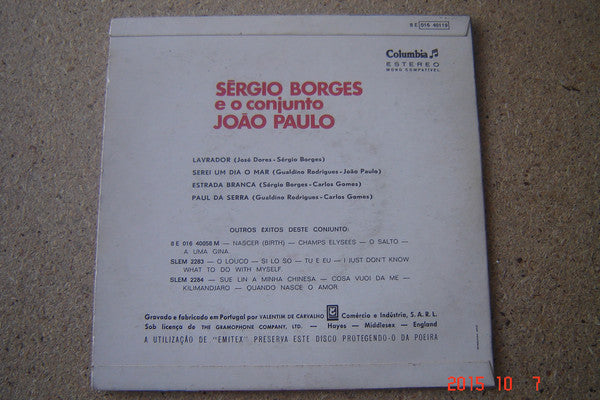 8 E 016 40115
Columbia
ESTEREO
MONO COMPATÍVEL
SÉRGIO BORGES
e o conjunto
JOÃO PAULO
LAVRADOR (José Dores - Sérgio Borges)
SEREI UM DIA O MAR (Gualdino Rodrigues - João Paulo)
ESTRADA BRANCA (Sérgio Borges - Carlos Gomes)
PAUL DA SERRA (Gualdino Rodrigues - Carlos Gomes)
OUTROS ÊXITOS DESTE CONJUNTO:
8 E 016 40058 M — NASCER (BIRTH) — CHAMPS ELYSÉES — O SALTO —
A UMA GINA
SLEM 2283 — O LOUCO — SI LO SO — TU E EU — I JUST DON'T KNOW
WHAT TO DO WITH MYSELF
SLEM 2284 — SUE LIN A MINHA CHINESA — COSA VUOI DA ME —
KILIMANDJARO — QUANDO NASCE O AMOR
Gravado e fabricado em Portugal por VALENTIM DE CARVALHO Comércio e Indústria, S. A. R. L.
Sob licença de THE GRAMOPHONE COMPANY, LTD. — Hayes — Middlesex — England
A UTILIZAÇÃO DE "EMITEX" PRESERVA ESTE DISCO PROTEGENDO-O DA POEIRA
2015 10 7